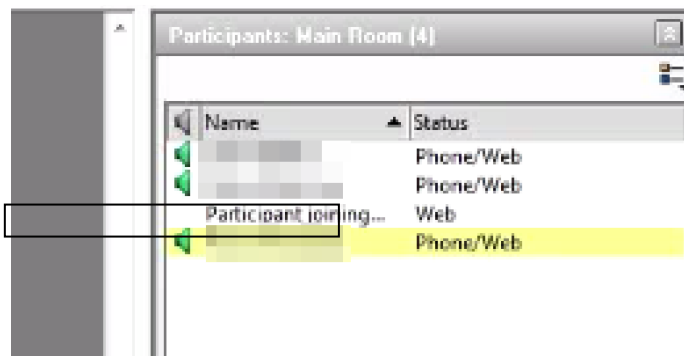 Participants: Main Room (4)
Name Status
Phone/Web
Phone/Web
Participant joining... Web
Phone/Web